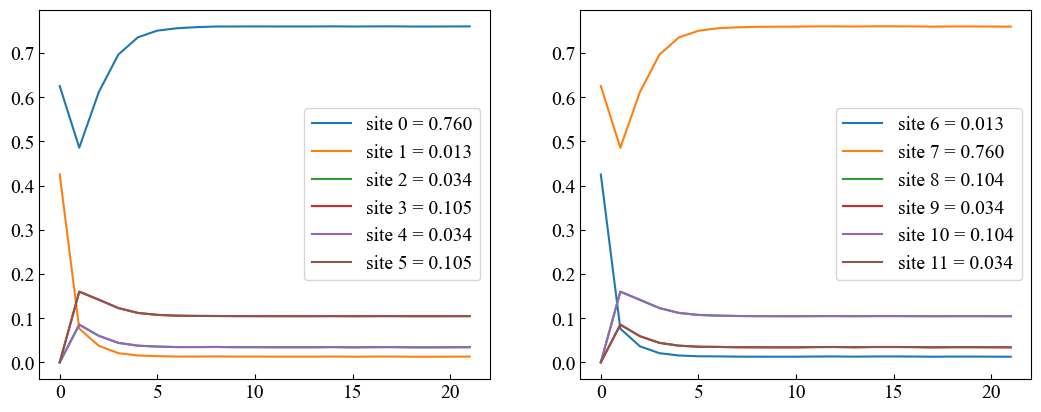 0.7
0.6
0.5
0.4
0.3
0.2
0.1
0.0
0 5 10 15 20
site 0 = 0.760
site 1 = 0.013
site 2 = 0.034
site 3 = 0.105
site 4 = 0.034
site 5 = 0.105
0.7
0.6
0.5
0.4
0.3
0.2
0.1
0.0
0 5 10 15 20
site 6 = 0.013
site 7 = 0.760
site 8 = 0.104
site 9 = 0.034
site 10 = 0.104
site 11 = 0.034